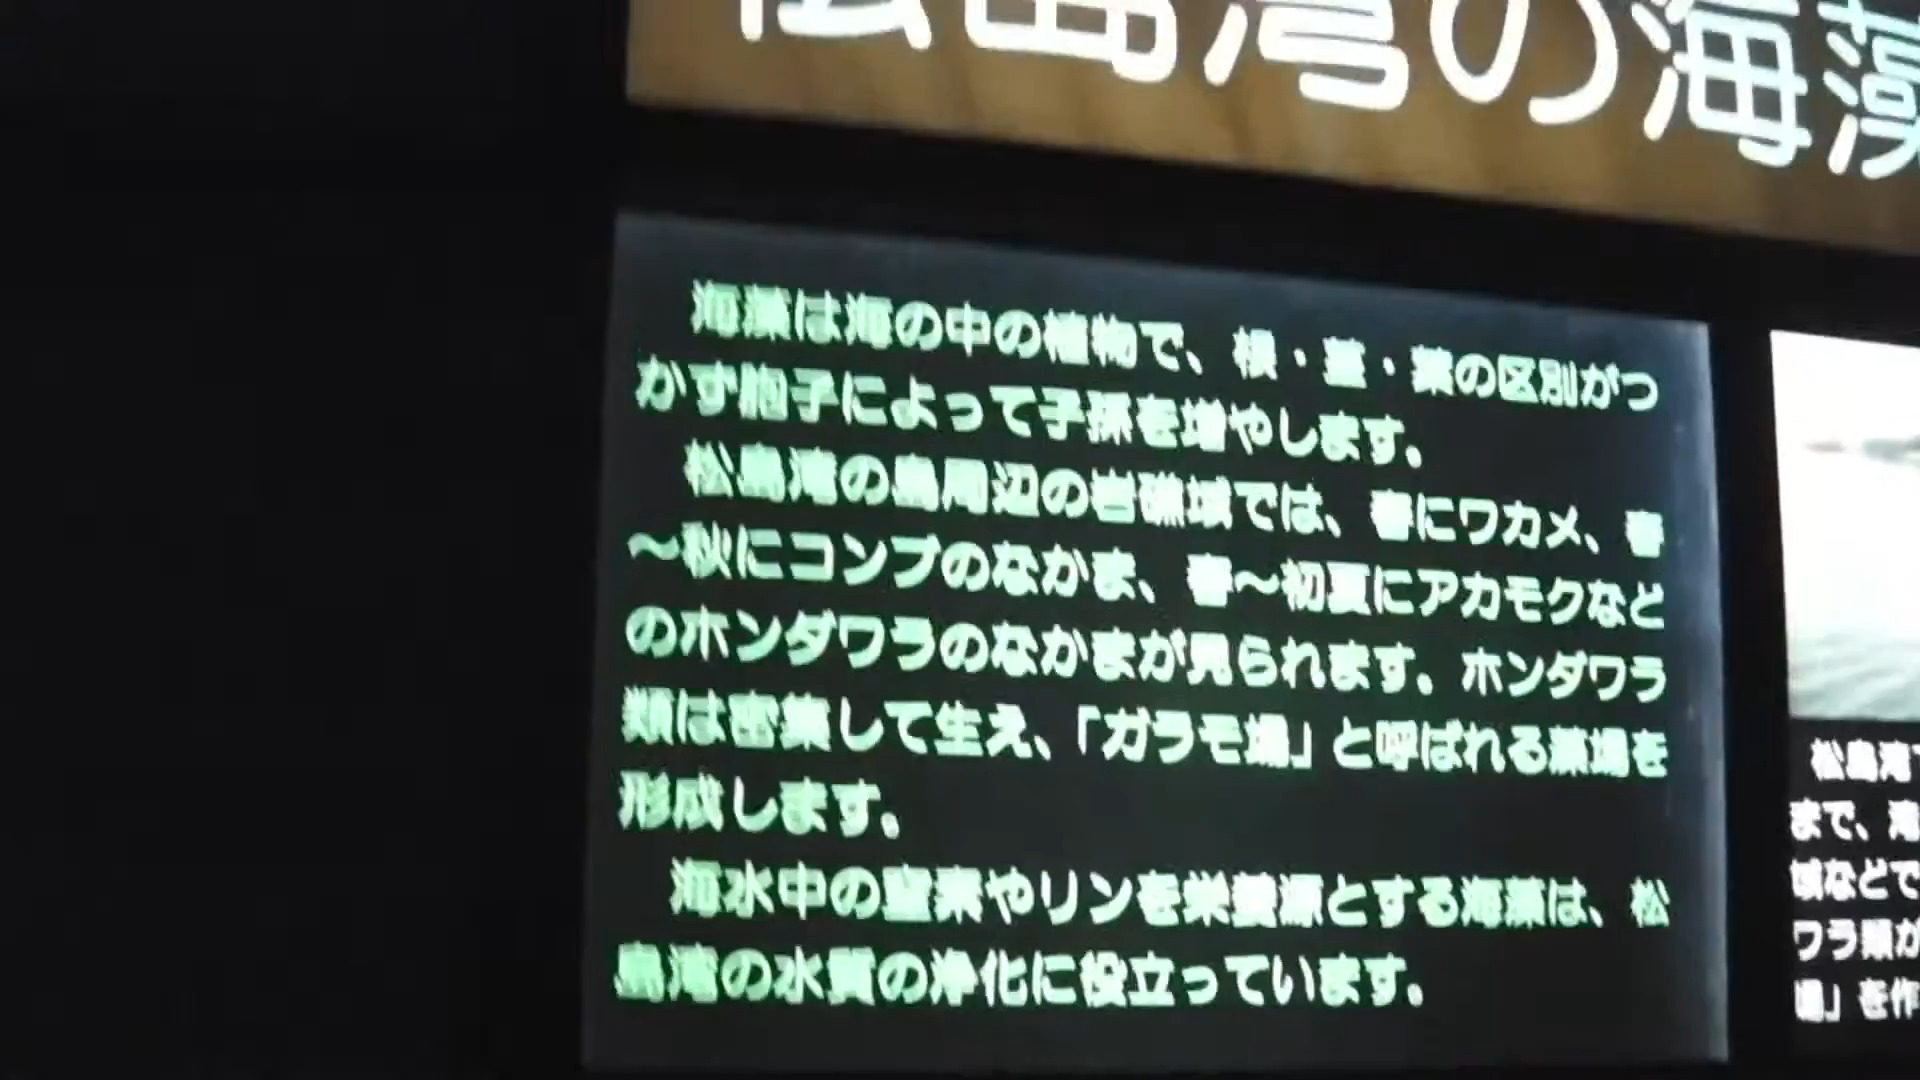 松島湾の海藻
海藻は海の中の植物で、根・茎・葉の区別がつ
かず胞子によって子孫を増やします。
松島湾の島周辺の岩礁域では、春にワカメ、春
～秋にコンブのなかま、春～初夏にアカモクなど
のホンダワラのなかまが見られます。ホンダワラ
類は密集して生え、「ガラモ場」と呼ばれる藻場を
形成します。
海水中の窒素やリンを栄養源とする海藻は、松
島湾の水質の浄化に役立っています。
松島湾で
まで、湾
域などで
ワラ類が
場」を作